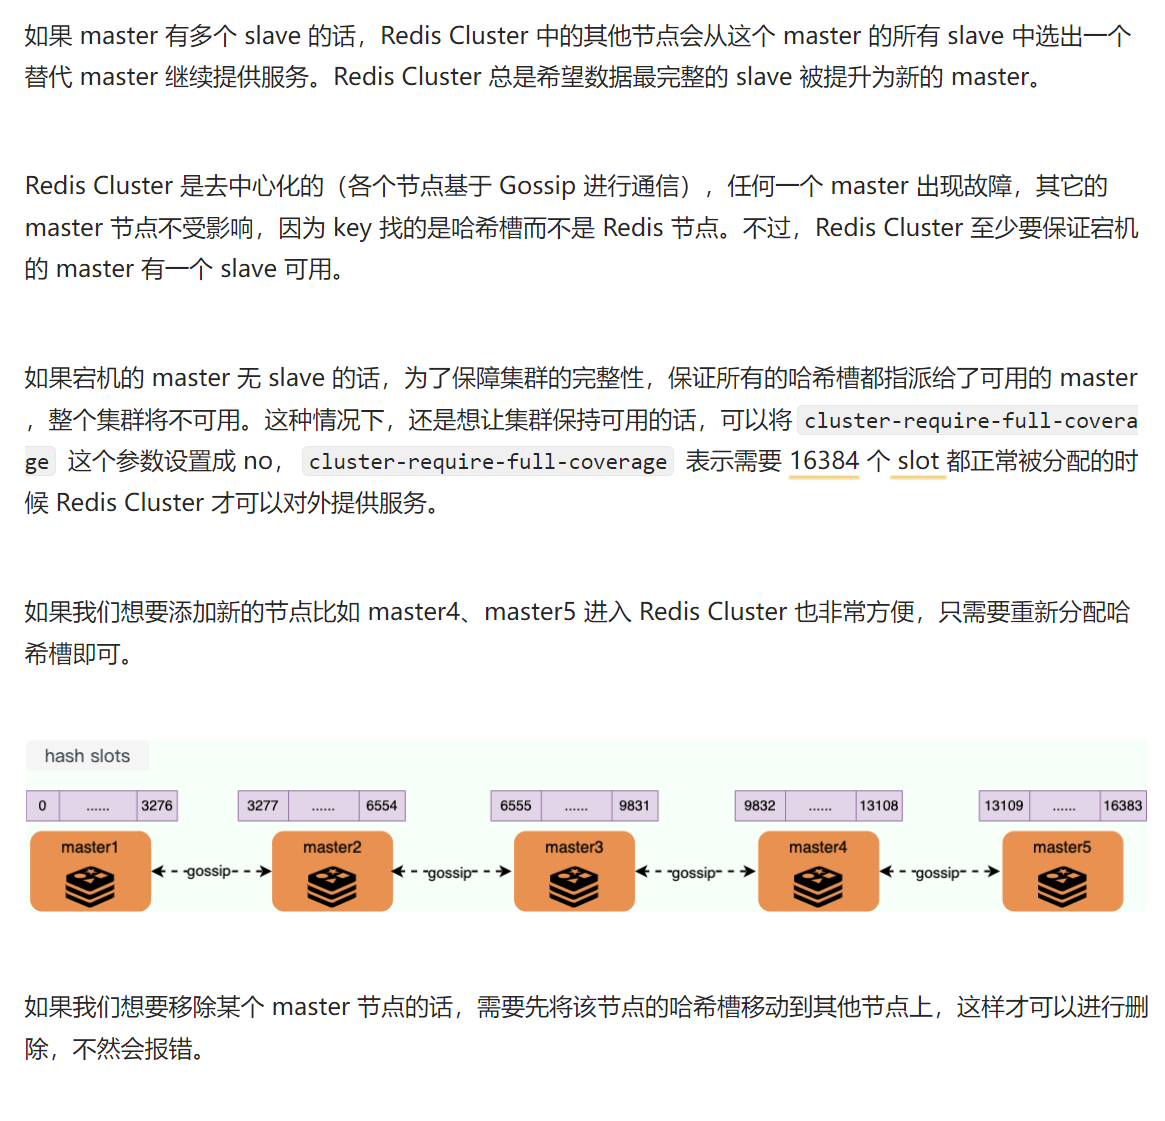 如果 master 有多个 slave 的话，Redis Cluster 中的其他节点会从这个 master 的所有 slave 中选出一个
替代 master 继续提供服务。Redis Cluster 总是希望数据最完整的 slave 被提升为新的 master。
Redis Cluster 是去中心化的（各个节点基于 Gossip 进行通信），任何一个 master 出现故障，其它的
master 节点不受影响，因为 key 找的是哈希槽而不是 Redis 节点。不过，Redis Cluster 至少要保证宕机
的 master 有一个 slave 可用。
如果宕机的 master 无 slave 的话，为了保障集群的完整性，保证所有的哈希槽都指派给了可用的 master
，整个集群将不可用。这种情况下，还是想让集群保持可用的话，可以将 cluster-require-full-covera
ge 这个参数设置成 no， cluster-require-full-coverage 表示需要 16384 个 slot 都正常被分配的时
候 Redis Cluster 才可以对外提供服务。
如果我们想要添加新的节点比如 master4、master5 进入 Redis Cluster 也非常方便，只需要重新分配哈
希槽即可。
hash slots
0 ...... 3276 3277 ...... 6554 6555 ...... 9831 9832 ...... 13108 13109 ...... 16383
master1 master2 master3 master4 master5
gossip gossip gossip gossip
如果我们想要移除某个 master 节点的话，需要先将该节点的哈希槽移动到其他节点上，这样才可以进行删
除，不然会报错。